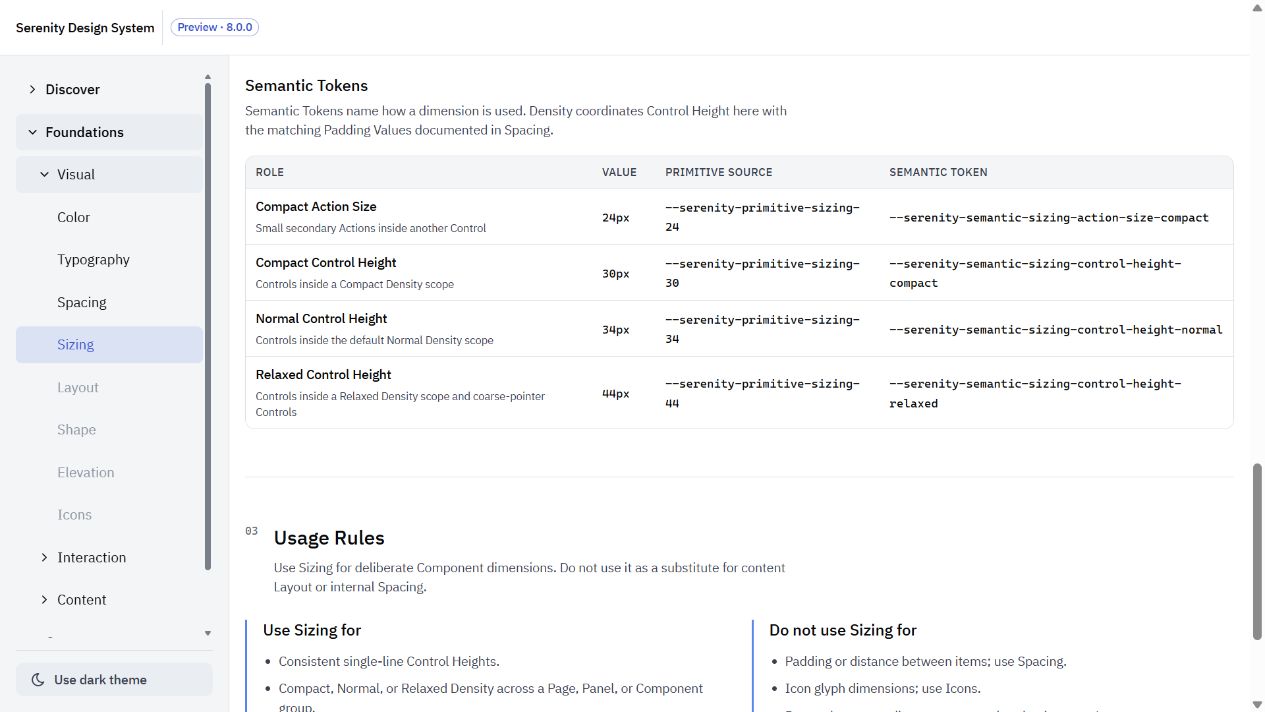 Serenity Design System
Preview · 8.0.0
Discover
Foundations
Visual
Color
Typography
Spacing
Sizing
Layout
Shape
Elevation
Icons
Interaction
Content
Use dark theme
Semantic Tokens
Semantic Tokens name how a dimension is used. Density coordinates Control Height here with
the matching Padding Values documented in Spacing.
ROLE VALUE PRIMITIVE SOURCE SEMANTIC TOKEN
Compact Action Size
Small secondary Actions inside another Control
24px
--serenity-primitive-sizing-
24
--serenity-semantic-sizing-action-size-compact
Compact Control Height
Controls inside a Compact Density scope
30px
--serenity-primitive-sizing-
30
--serenity-semantic-sizing-control-height-
compact
Normal Control Height
Controls inside the default Normal Density scope
34px
--serenity-primitive-sizing-
34
--serenity-semantic-sizing-control-height-normal
Relaxed Control Height
Controls inside a Relaxed Density scope and coarse-pointer
Controls
44px
--serenity-primitive-sizing-
44
--serenity-semantic-sizing-control-height-
relaxed
03
Usage Rules
Use Sizing for deliberate Component dimensions. Do not use it as a substitute for content
Layout or internal Spacing.
Use Sizing for
• Consistent single-line Control Heights.
• Compact, Normal, or Relaxed Density across a Page, Panel, or Component
group.
Do not use Sizing for
• Padding or distance between items; use Spacing.
• Icon glyph dimensions; use Icons.